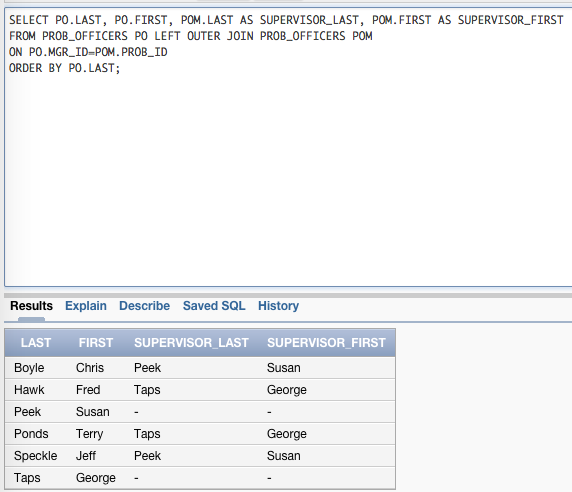 SELECT PO.LAST, PO.FIRST, POM.LAST AS SUPERVISOR_LAST, POM.FIRST AS SUPERVISOR_FIRST
FROM PROB_OFFICERS PO LEFT OUTER JOIN PROB_OFFICERS POM
ON PO.MGR_ID=POM.PROB_ID
ORDER BY PO.LAST;
Results Explain Describe Saved SQL History
LAST FIRST SUPERVISOR_LAST SUPERVISOR_FIRST
Boyle Chris Peek Susan
Hawk Fred Taps George
Peek Susan - -
Ponds Terry Taps George
Speckle Jeff Peek Susan
Taps George - -